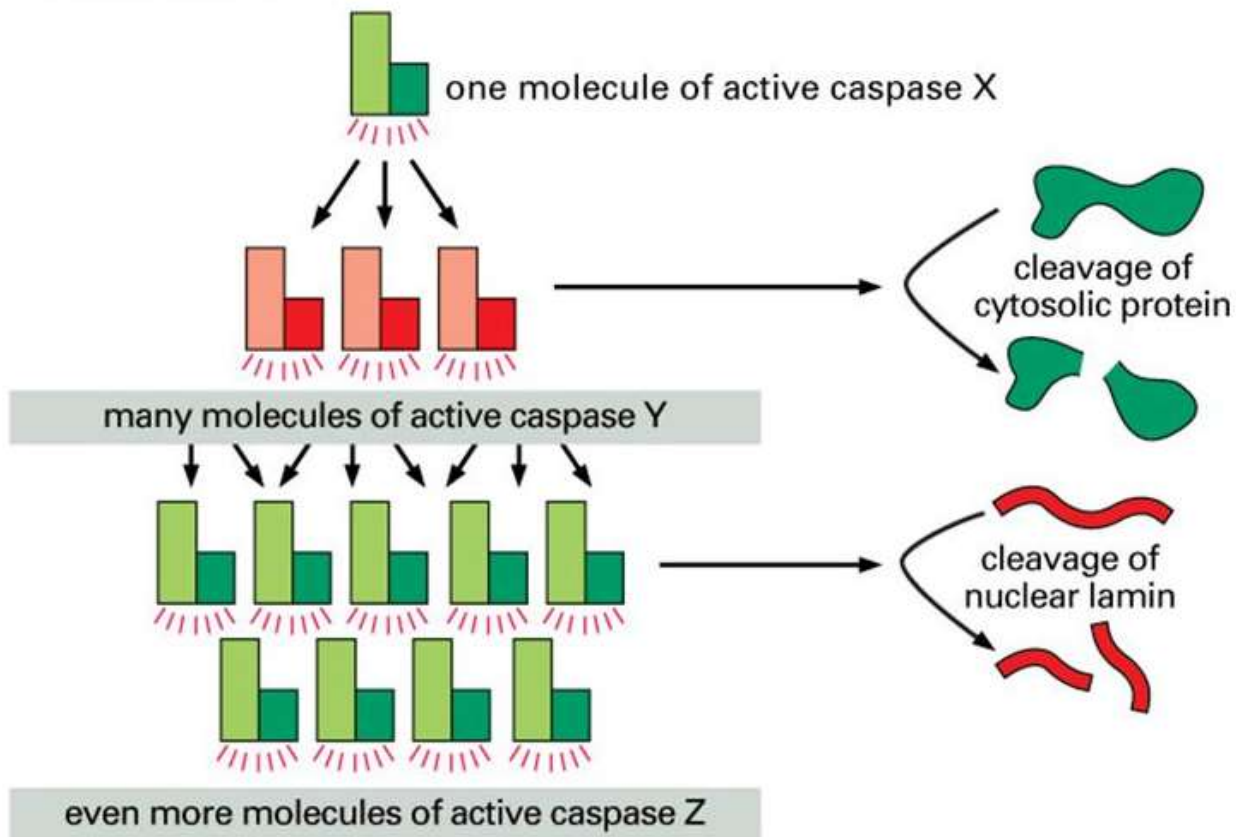 one molecule of active caspase X
cleavage of
cytosolic protein
many molecules of active caspase Y
cleavage of
nuclear lamin
even more molecules of active caspase Z